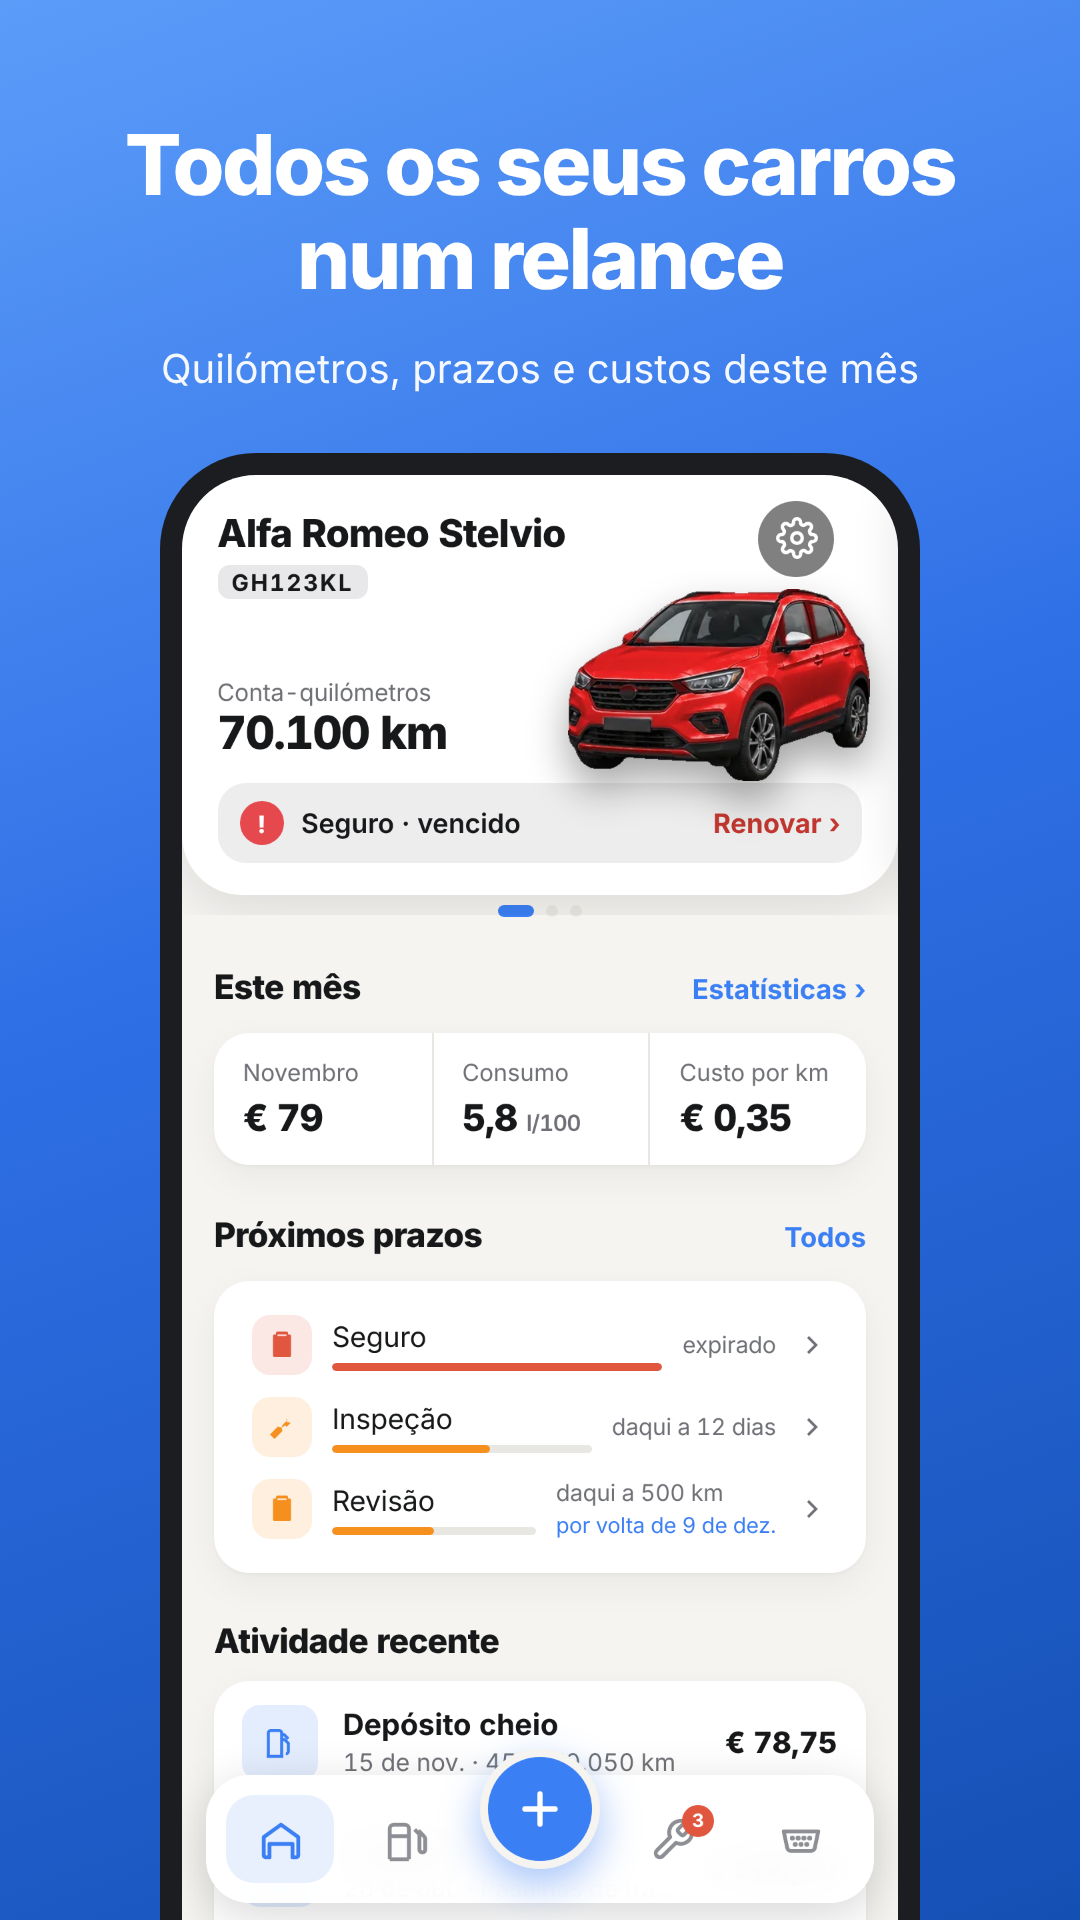 Todos os seus carros
num relance
Quilómetros, prazos e custos deste mês
Alfa Romeo Stelvio
GH123KL
Conta-quilómetros
70.100 km
! Seguro · vencido Renovar ›
Este mês Estatísticas ›
Novembro Consumo Custo por km
€ 79 5,8 l/100 € 0,35
Próximos prazos Todos
Seguro expirado
Inspeção daqui a 12 dias
Revisão daqui a 500 km
por volta de 9 de dez.
Atividade recente
Depósito cheio € 78,75
15 de nov. · 45 .050 km
3